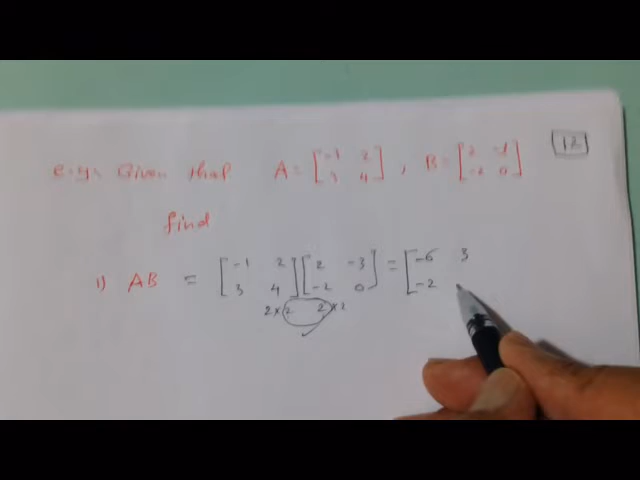 e.g: Given that A = [-1 2 3 4] , B = [2 -3 -2 0] 12
find
1) AB = [-1 2 3 4] [2 -3 -2 0] = [-6 3 -2
2×2 2×2 ✓